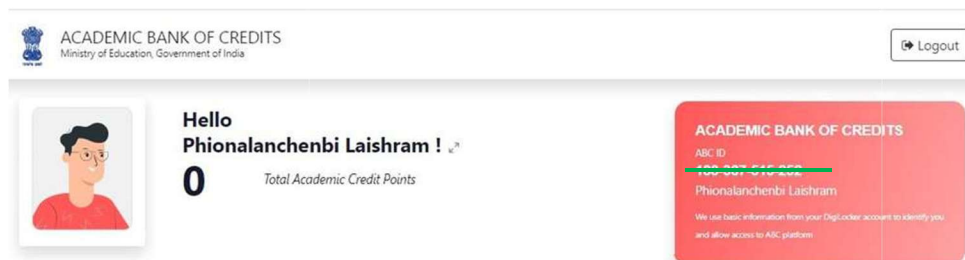 ACADEMIC BANK OF CREDITS
Ministry of Education, Government of India
Logout
Hello
Phionalanchenbi Laishram !
0 Total Academic Credit Points
ACADEMIC BANK OF CREDITS
ABC ID
Phionalanchenbi Laishram
We use basic information from your DigiLocker account to identify you
and allow access to ABC platform